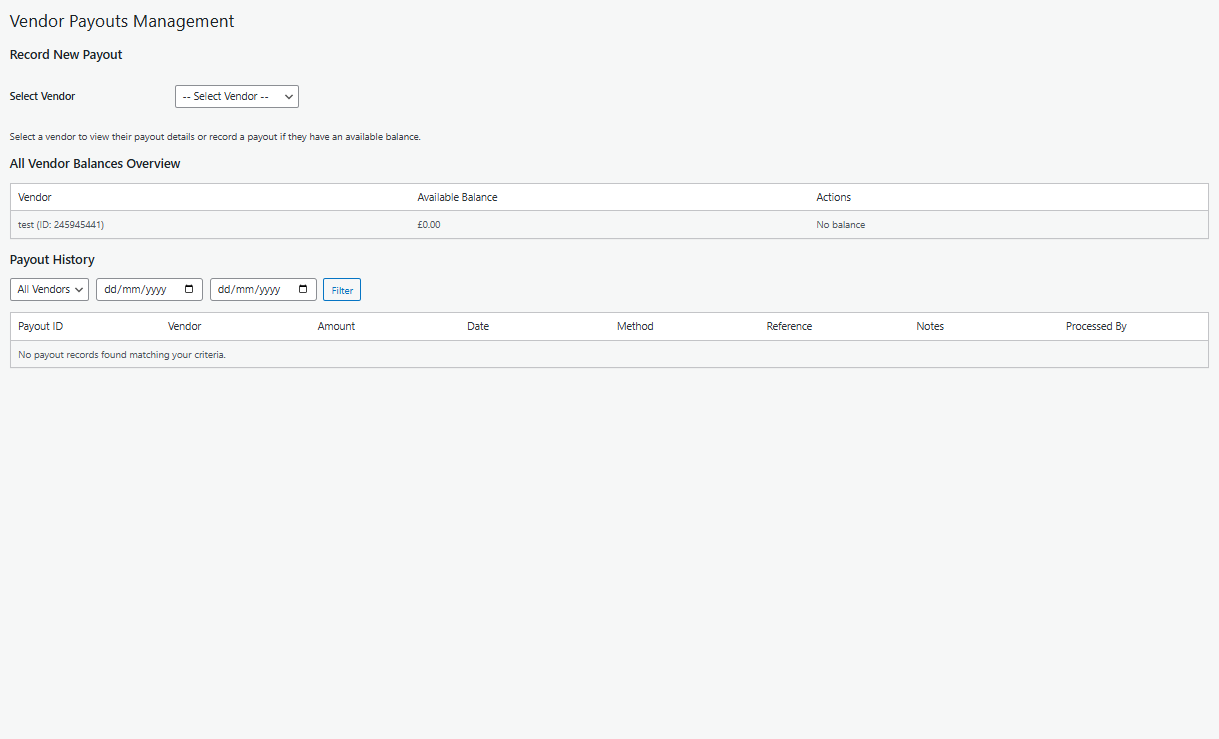 Vendor Payouts Management
Record New Payout
Select Vendor -- Select Vendor --
Select a vendor to view their payout details or record a payout if they have an available balance.
All Vendor Balances Overview
Vendor Available Balance Actions
test (ID: 245945441) £0.00 No balance
Payout History
All Vendors dd/mm/yyyy dd/mm/yyyy Filter
Payout ID Vendor Amount Date Method Reference Notes Processed By
No payout records found matching your criteria.